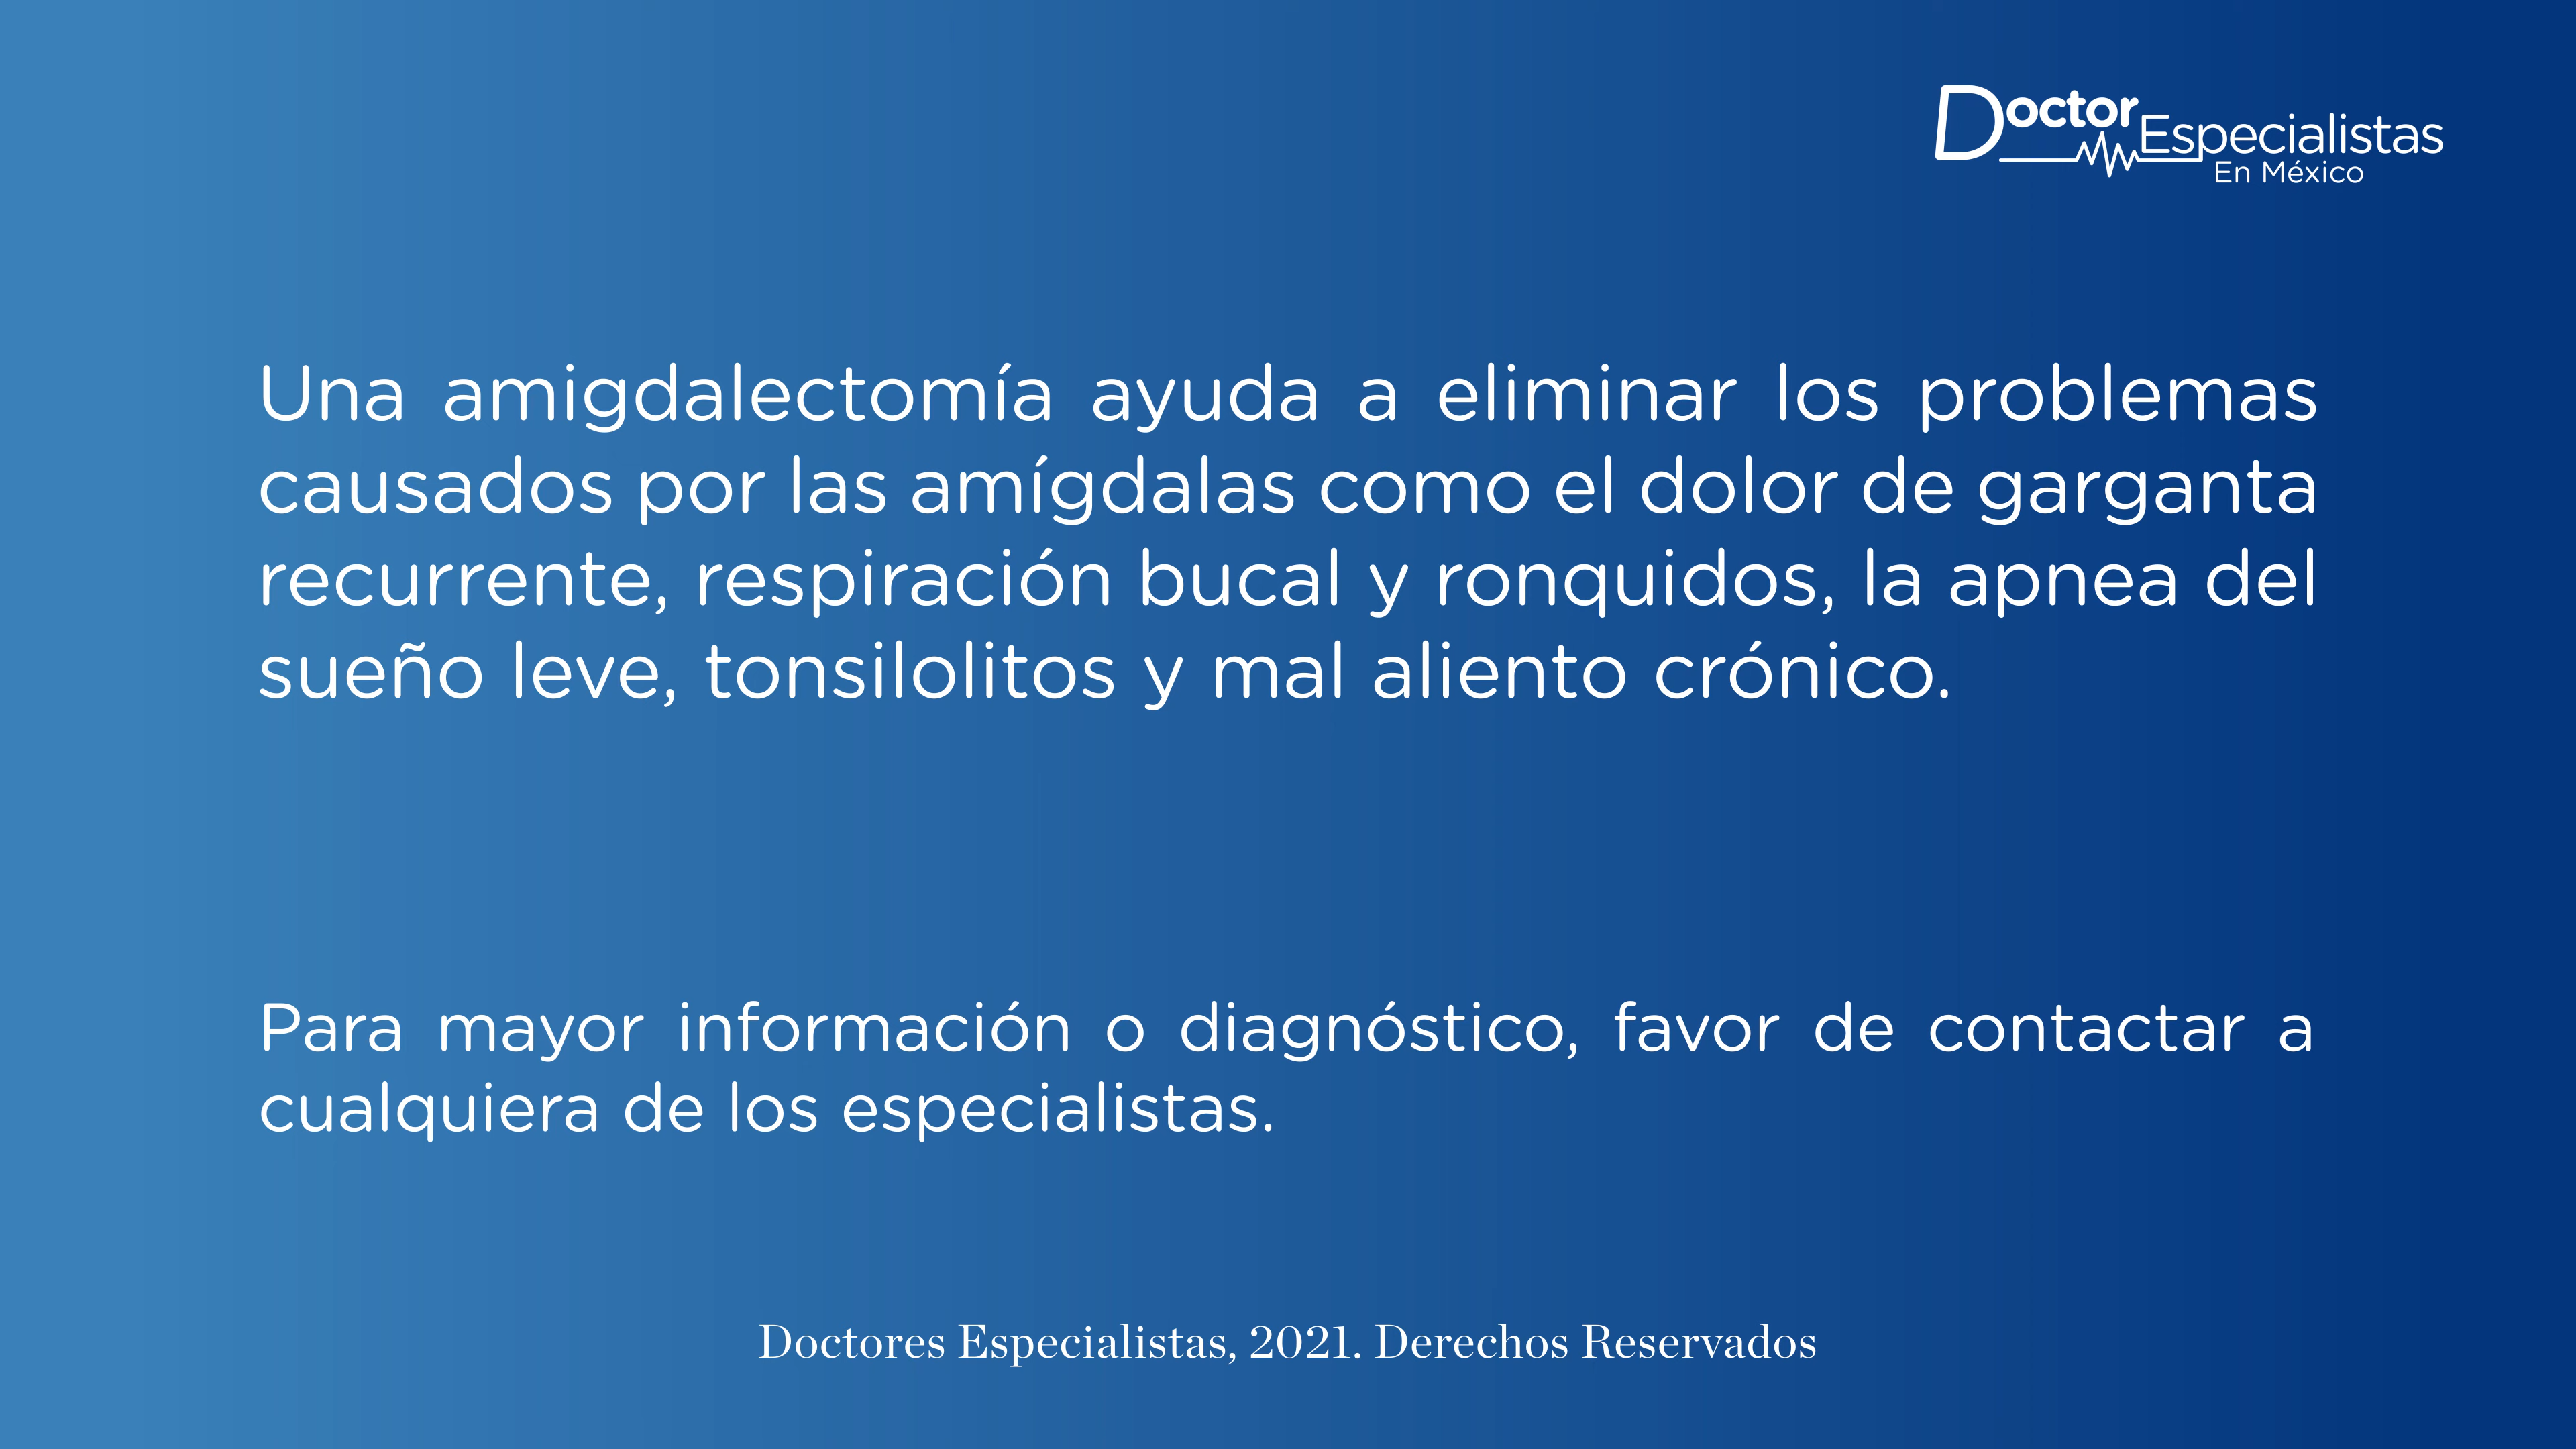 Doctor Especialistas
En México
Una amigdalectomía ayuda a eliminar los problemas
causados por las amígdalas como el dolor de garganta
recurrente, respiración bucal y ronquidos, la apnea del
sueño leve, tonsilolitos y mal aliento crónico.
Para mayor información o diagnóstico, favor de contactar a
cualquiera de los especialistas.
Doctores Especialistas, 2021. Derechos Reservados